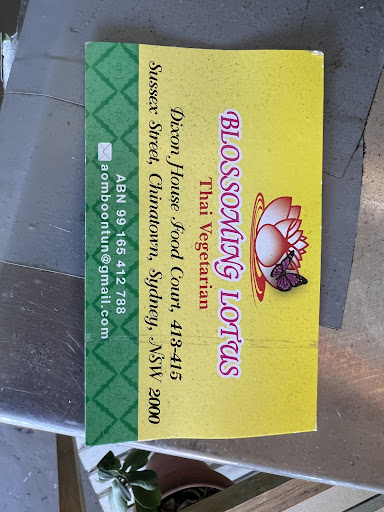 BLOSSOMING LOTUS
Thai Vegetarian
Dixon House Food Court, 413-415
Sussex Street, Chinatown, Sydney, NSW 2000
ABN 99 165 412 788
aomboontun@gmail.com